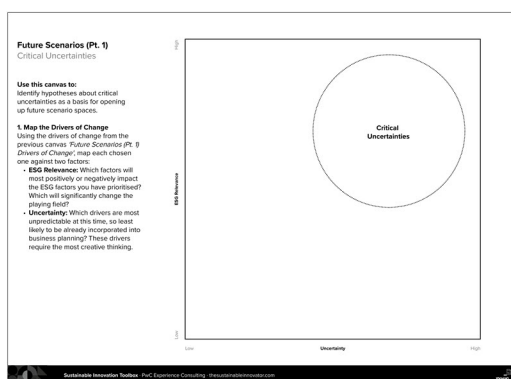 Future Scenarios (Pt. 1)
Critical Uncertainties
Use this canvas to:
Identify hypotheses about critical
uncertainties as a basis for opening
up future scenario spaces.
1. Map the Drivers of Change
Using the drivers of change from the
previous canvas 'Future Scenarios (Pt. 1)
Drivers of Change', map each chosen
one against two factors:
• ESG Relevance: Which factors will
most positively or negatively impact
the ESG factors you have prioritised?
Which will significantly change the
playing field?
• Uncertainty: Which drivers are most
unpredictable at this time, so least
likely to be already incorporated into
business planning? These drivers
require the most creative thinking.
High
ESG Relevance
Low
Critical
Uncertainties
Low
Uncertainty
High
Sustainable Innovation Toolbox · PwC Experience Consulting · thesustainableinnovator.com